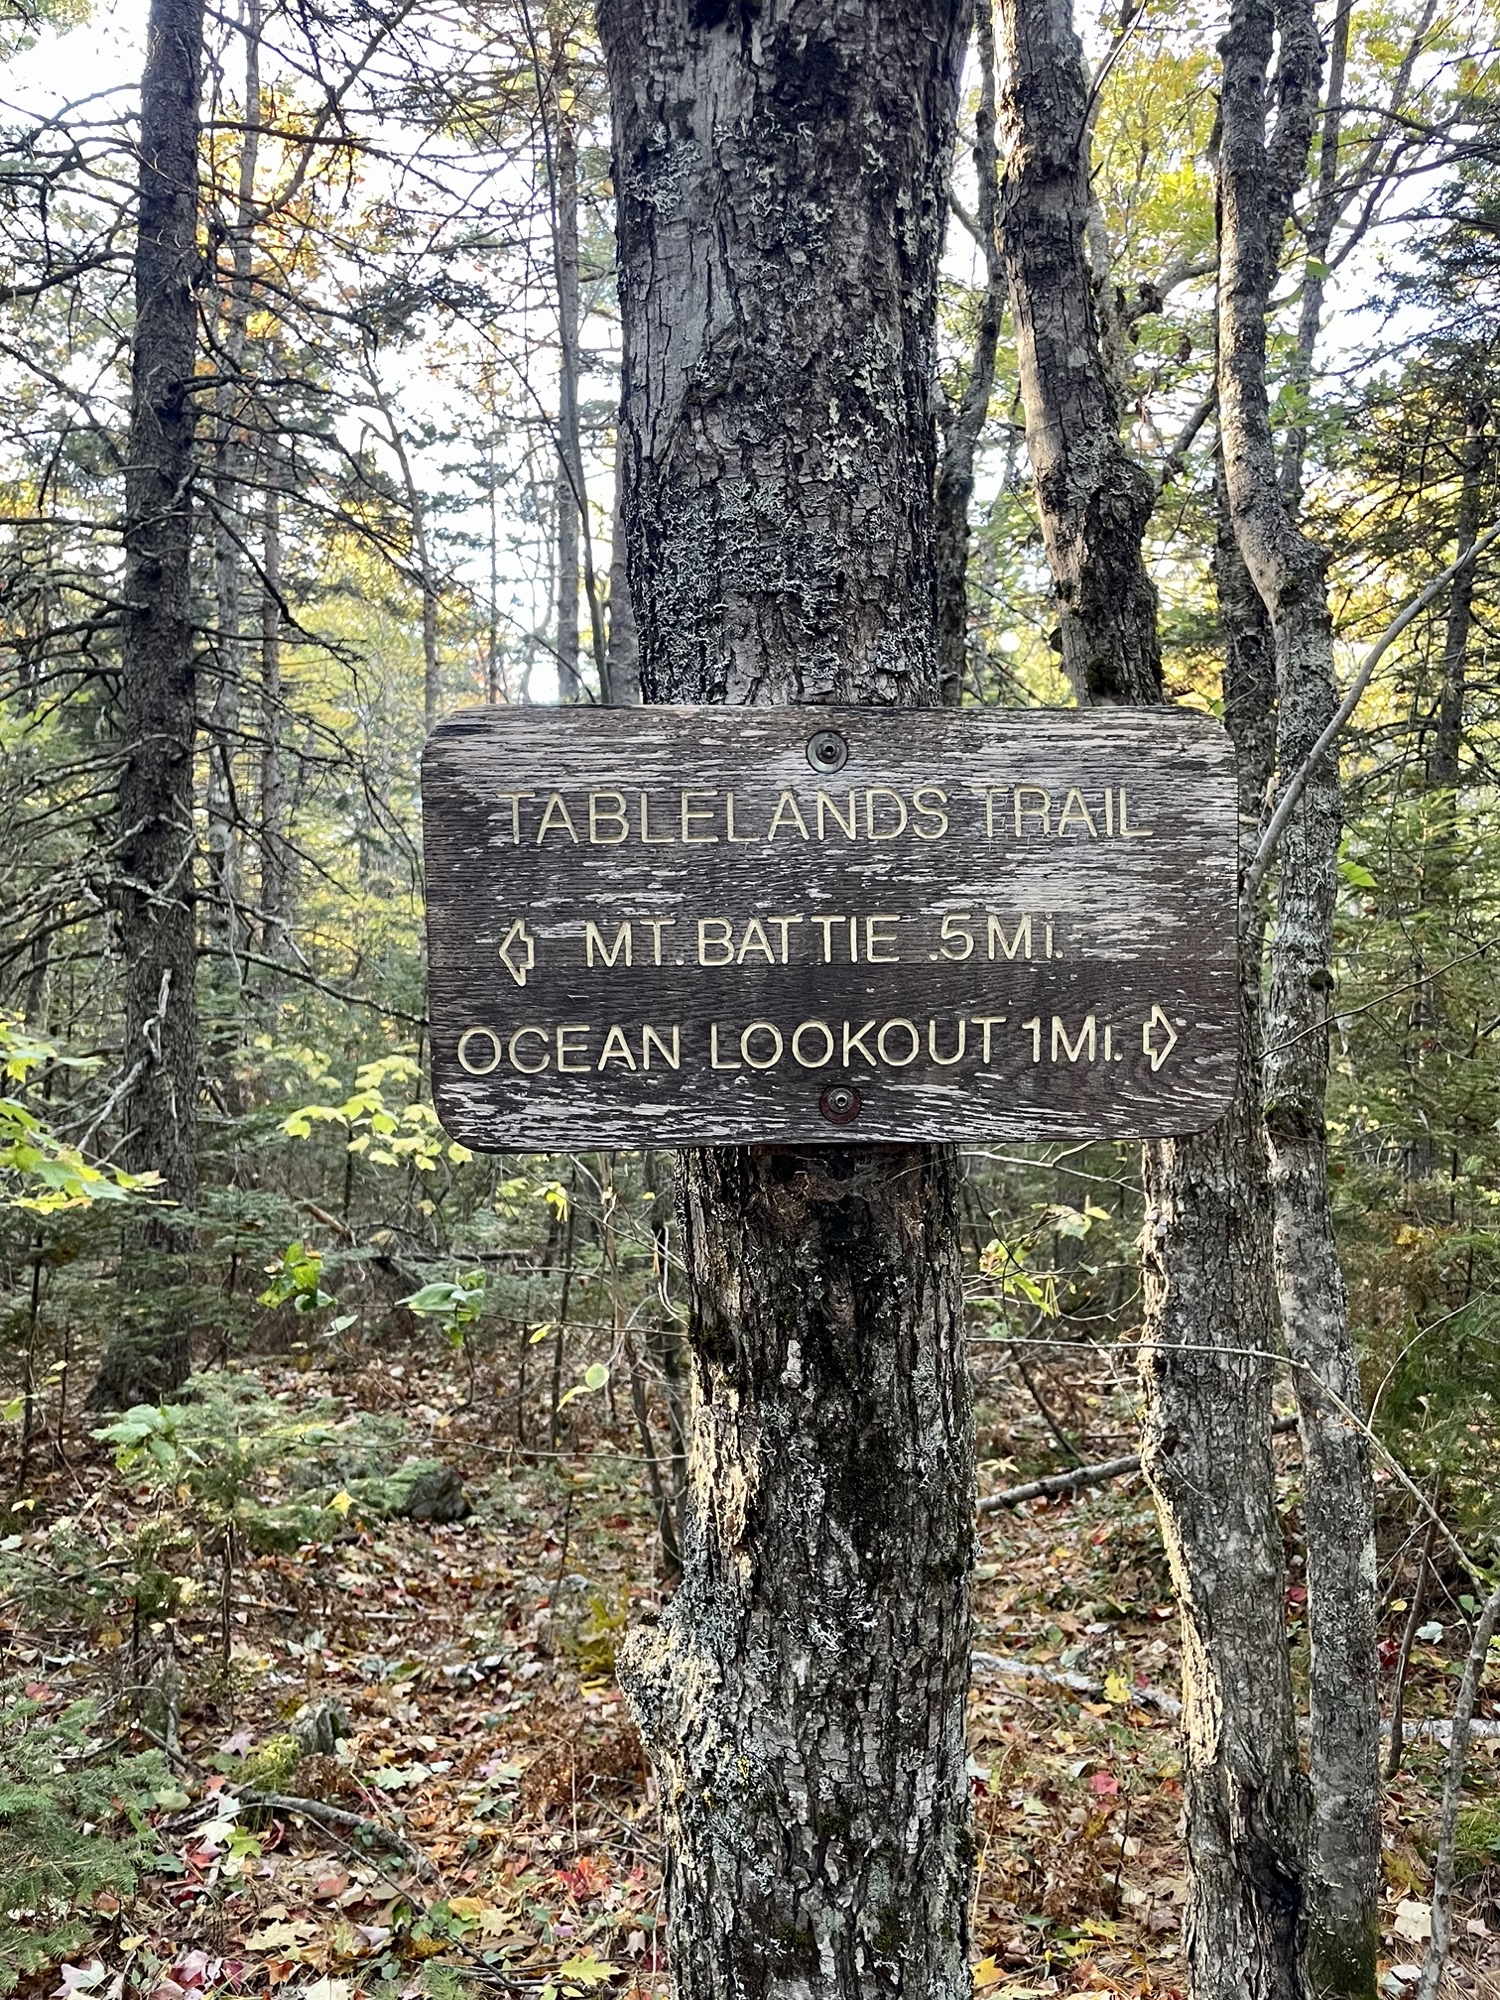 TABLELANDS TRAIL
MT. BATTIE .5 Mi.
OCEAN LOOKOUT 1 Mi.